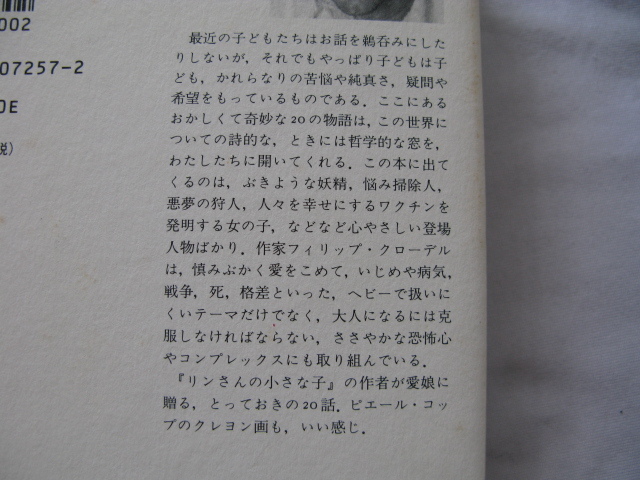 002
07257-2
0E
税）
最近の子どもたちはお話を鵜呑みにした
りしないが，それでもやっぱり子どもは子
ども，かれらなりの苦悩や純真さ，疑問や
希望をもっているものである．ここにある
おかしくて奇妙な20の物語は，この世界に
ついての詩的な，ときには哲学的な窓を，
わたしたちに開いてくれる．この本に出て
くるのは，ぶきような妖精，悩み掃除人，
悪夢の狩人，人々を幸せにするワクチンを
発明する女の子，などなど心やさしい登場
人物ばかり．作家フィリップ・クローデル
は，慎みぶかく愛をこめて，いじめや病気，
戦争，死，格差といった，ヘビーで扱いに
くいテーマだけでなく，大人になるには克
服しなければならない，ささやかな恐怖心
やコンプレックスにも取り組んでいる．
『リンさんの小さな子』の作者が愛娘に
贈る，とっておきの20話．ピエール・コッ
プのクレヨン画も，いい感じ．